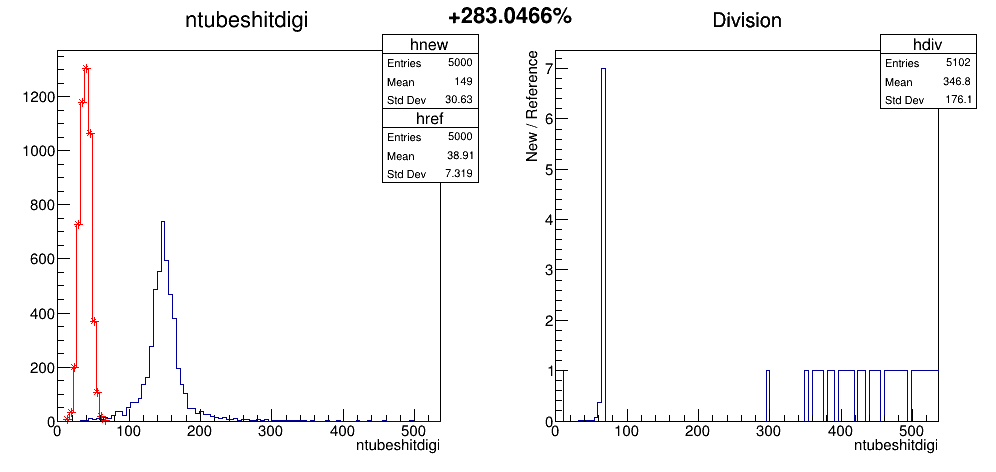 +283.0466%
ntubeshitdigi
hnew
Entries 5000
Mean 149
Std Dev 30.63
href
Entries 5000
Mean 38.91
Std Dev 7.319
1200
1000
800
600
400
200
0
0 100 200 300 400 500
ntubeshitdigi
Division
hdiv
Entries 5102
Mean 346.8
Std Dev 176.1
New / Reference
7
6
5
4
3
2
1
0
0 100 200 300 400 500
ntubeshitdigi